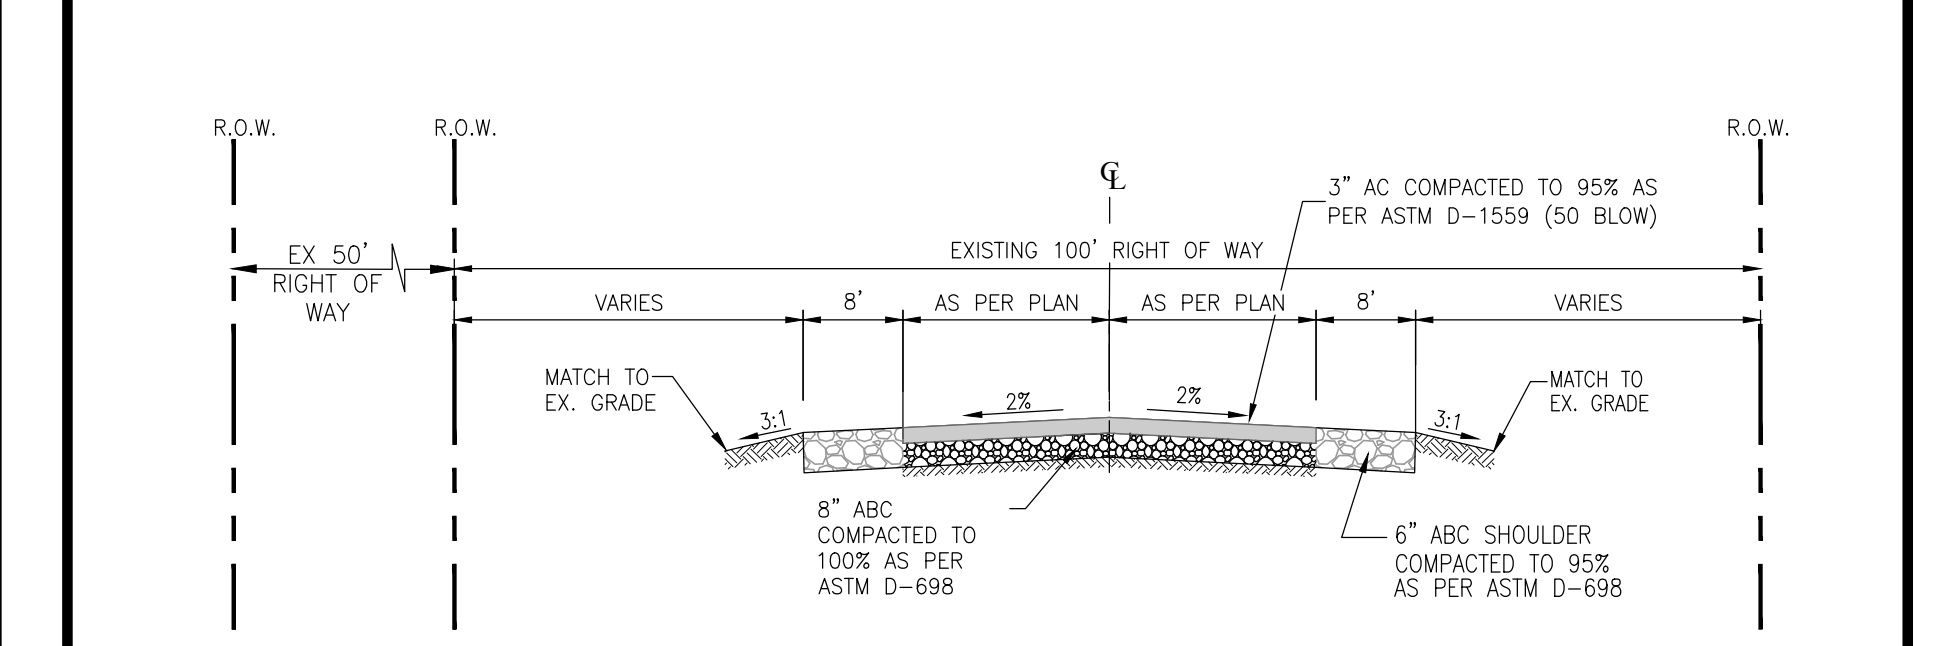 R.O.W.
R.O.W.
R.O.W.
℄
3" AC COMPACTED TO 95% AS
PER ASTM D-1559 (50 BLOW)
EX 50'
RIGHT OF
WAY
EXISTING 100' RIGHT OF WAY
VARIES
8'
AS PER PLAN
AS PER PLAN
8'
VARIES
MATCH TO
EX. GRADE
3:1
2%
2%
3:1
MATCH TO
EX. GRADE
8" ABC
COMPACTED TO
100% AS PER
ASTM D-698
6" ABC SHOULDER
COMPACTED TO 95%
AS PER ASTM D-698